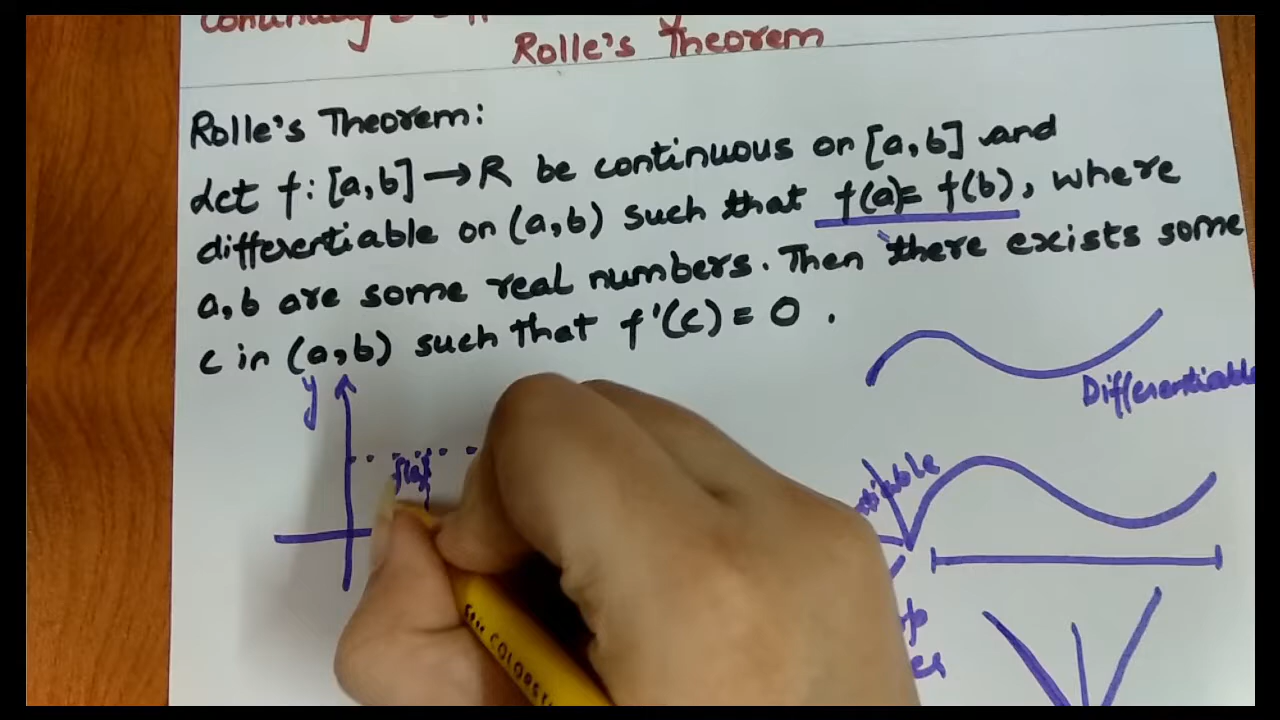 Rolle's Theorem
Rolle's Theorem:
Let f: [a,b] → R be continuous on [a,b] and
differentiable on (a,b) such that f(a) = f(b), where
a,b are some real numbers. Then there exists some
c in (a,b) such that f'(c) = 0 .
y
f(a)
Differentiable